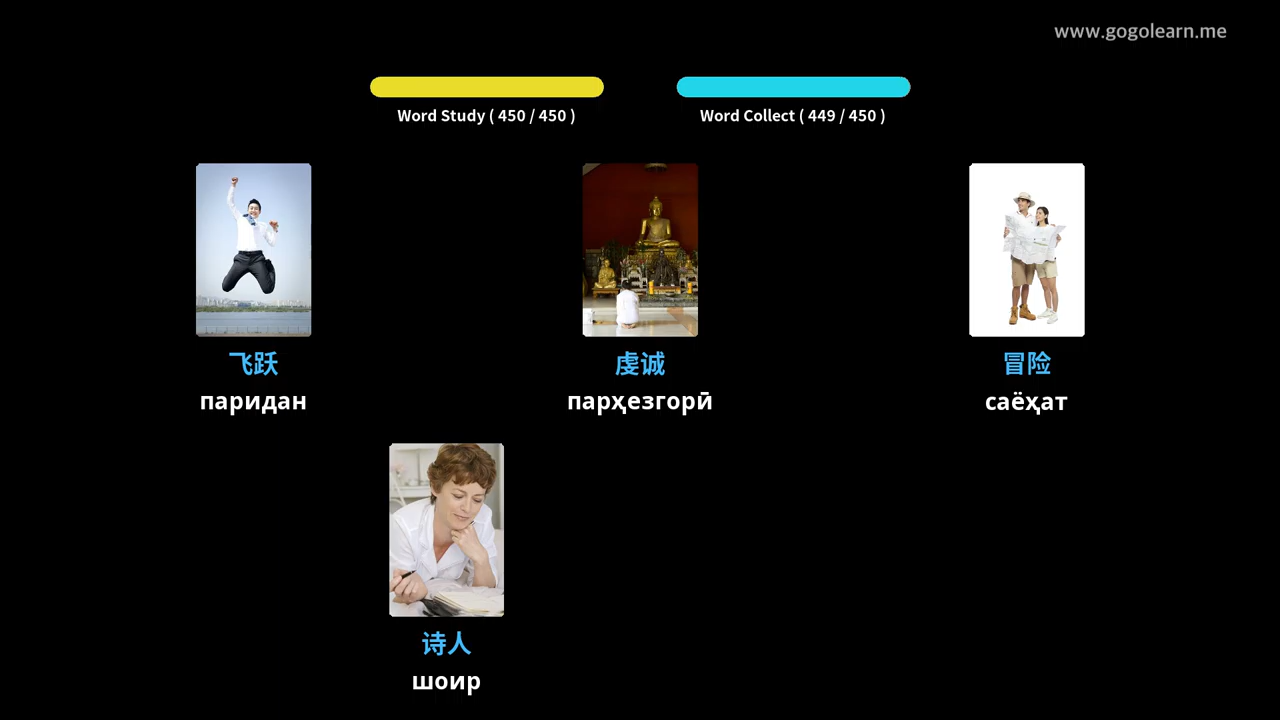 www.gogolearn.me
Word Study ( 450 / 450 )
Word Collect ( 449 / 450 )
飞跃
паридан
虔诚
парҳезгорӣ
冒险
саёҳат
诗人
шоир